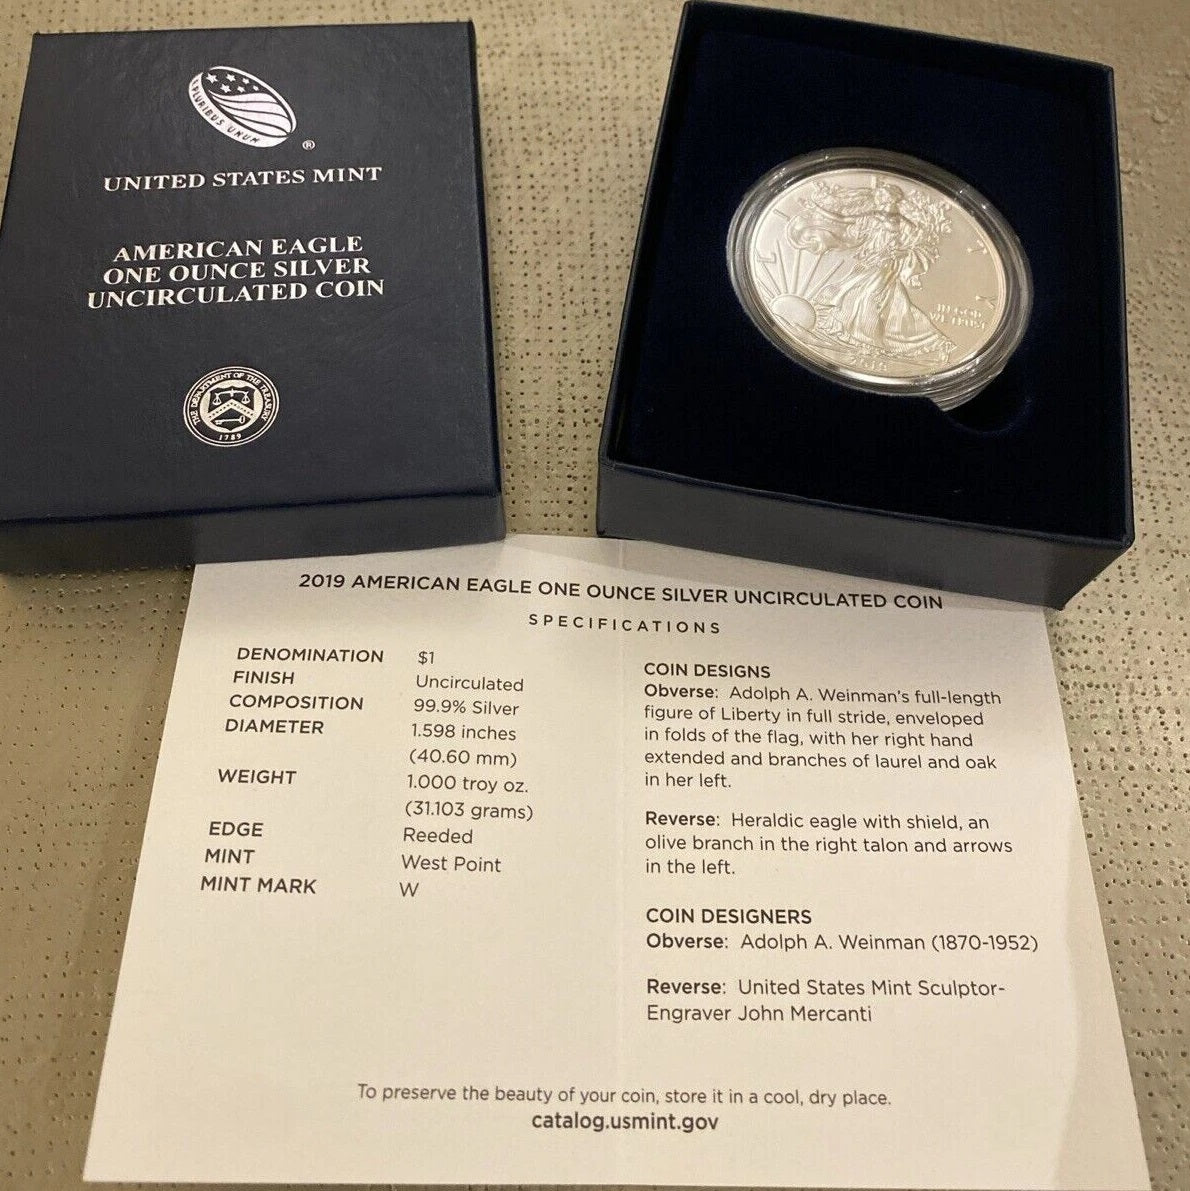 PLURIBUS UNUM
®
UNITED STATES MINT
AMERICAN EAGLE
ONE OUNCE SILVER
UNCIRCULATED COIN
THE DEPARTMENT OF THE TREASURY
1789
L I
T Y
IN GOD
WE TRUST
2019 AMERICAN EAGLE ONE OUNCE SILVER UNCIRCULATED COIN
SPECIFICATIONS
DENOMINATION $1
FINISH Uncirculated
COMPOSITION 99.9% Silver
DIAMETER 1.598 inches
(40.60 mm)
WEIGHT 1.000 troy oz.
(31.103 grams)
EDGE Reeded
MINT West Point
MINT MARK W
COIN DESIGNS
Obverse: Adolph A. Weinman's full-length
figure of Liberty in full stride, enveloped
in folds of the flag, with her right hand
extended and branches of laurel and oak
in her left.
Reverse: Heraldic eagle with shield, an
olive branch in the right talon and arrows
in the left.
COIN DESIGNERS
Obverse: Adolph A. Weinman (1870-1952)
Reverse: United States Mint Sculptor-
Engraver John Mercanti
To preserve the beauty of your coin, store it in a cool, dry place.
catalog.usmint.gov